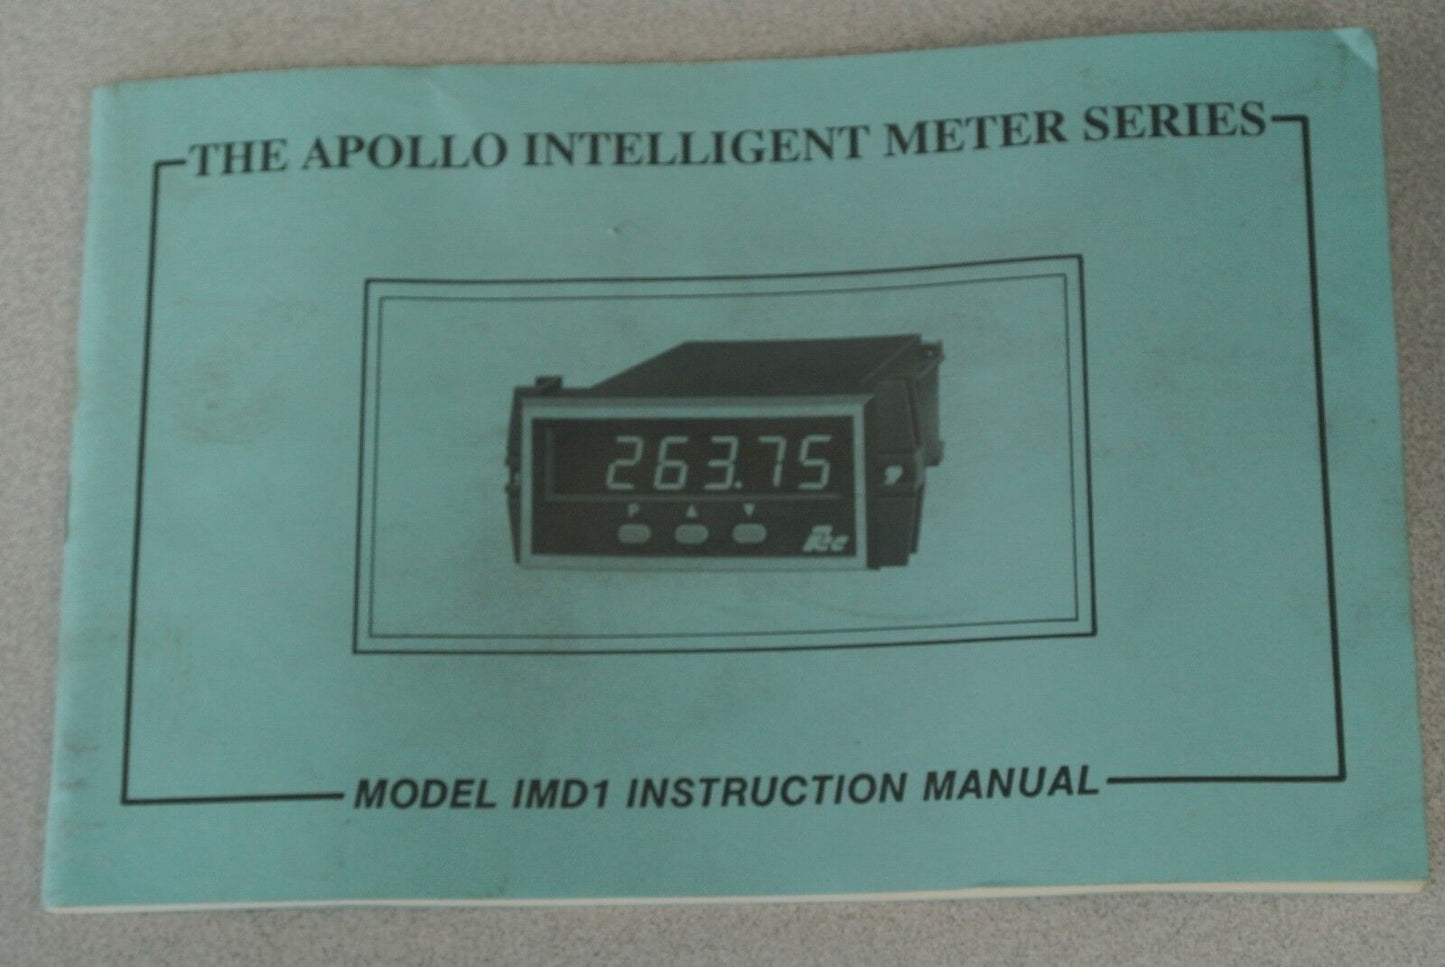 THE APOLLO INTELLIGENT METER SERIES
263.75
P
MODEL IMD1 INSTRUCTION MANUAL